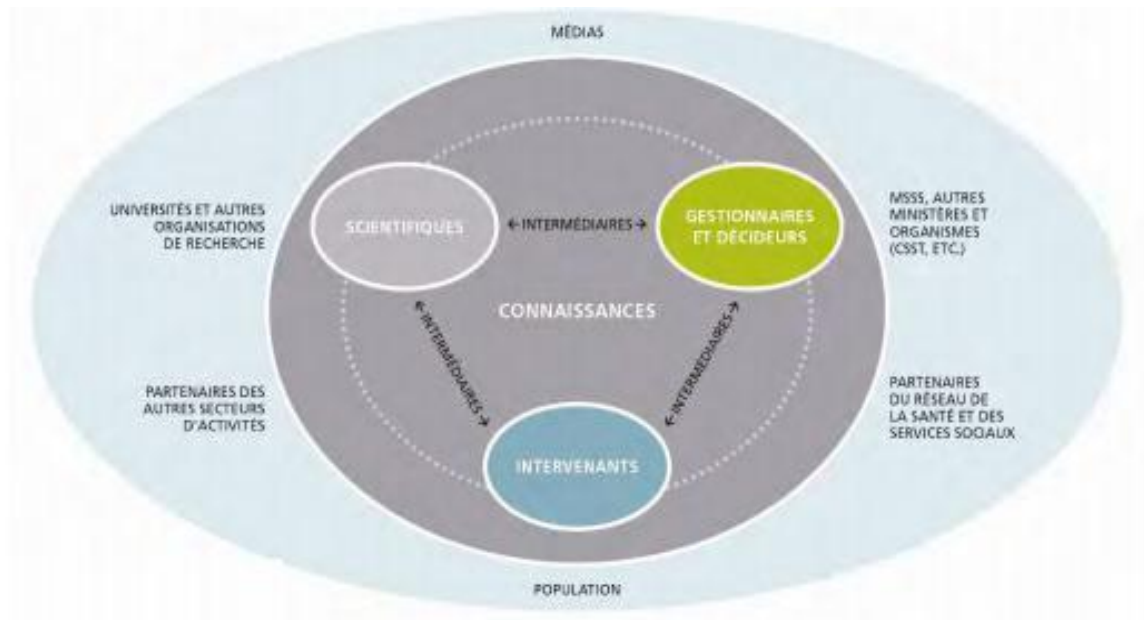 MÉDIAS
UNIVERSITÉS ET AUTRES
ORGANISATIONS
DE RECHERCHE
SCIENTIFIQUES
← INTERMÉDIAIRES →
GESTIONNAIRES
ET DÉCIDEURS
MSSS, AUTRES
MINISTÈRES ET
ORGANISMES
(CSST, ETC.)
CONNAISSANCES
← INTERMÉDIAIRES →
← INTERMÉDIAIRES →
PARTENAIRES DES
AUTRES SECTEURS
D'ACTIVITÉS
PARTENAIRES
DU RÉSEAU DE
LA SANTÉ ET DES
SERVICES SOCIAUX
INTERVENANTS
POPULATION